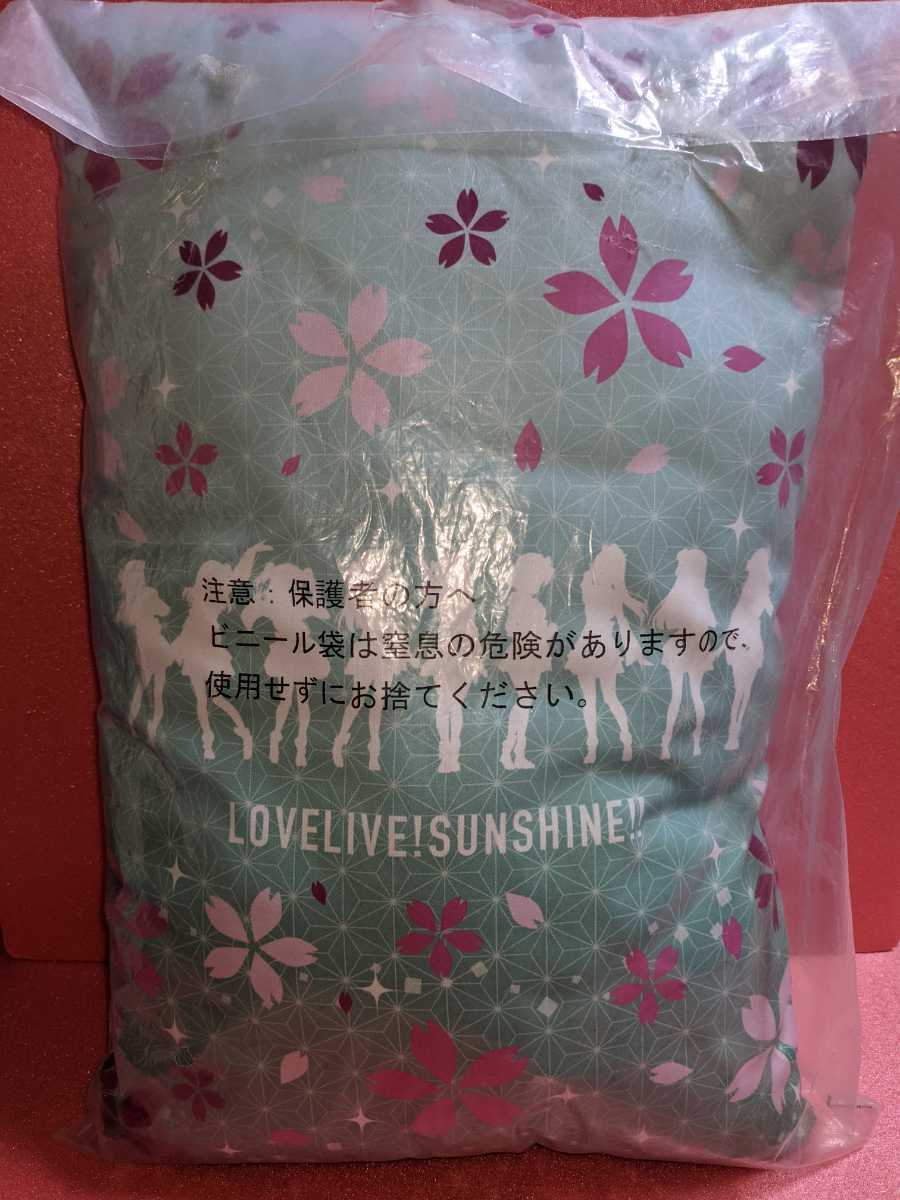 注意：保護者の方へ
ビニール袋は窒息の危険がありますので、
使用せずにお捨てください。
LOVELIVE!SUNSHINE!!